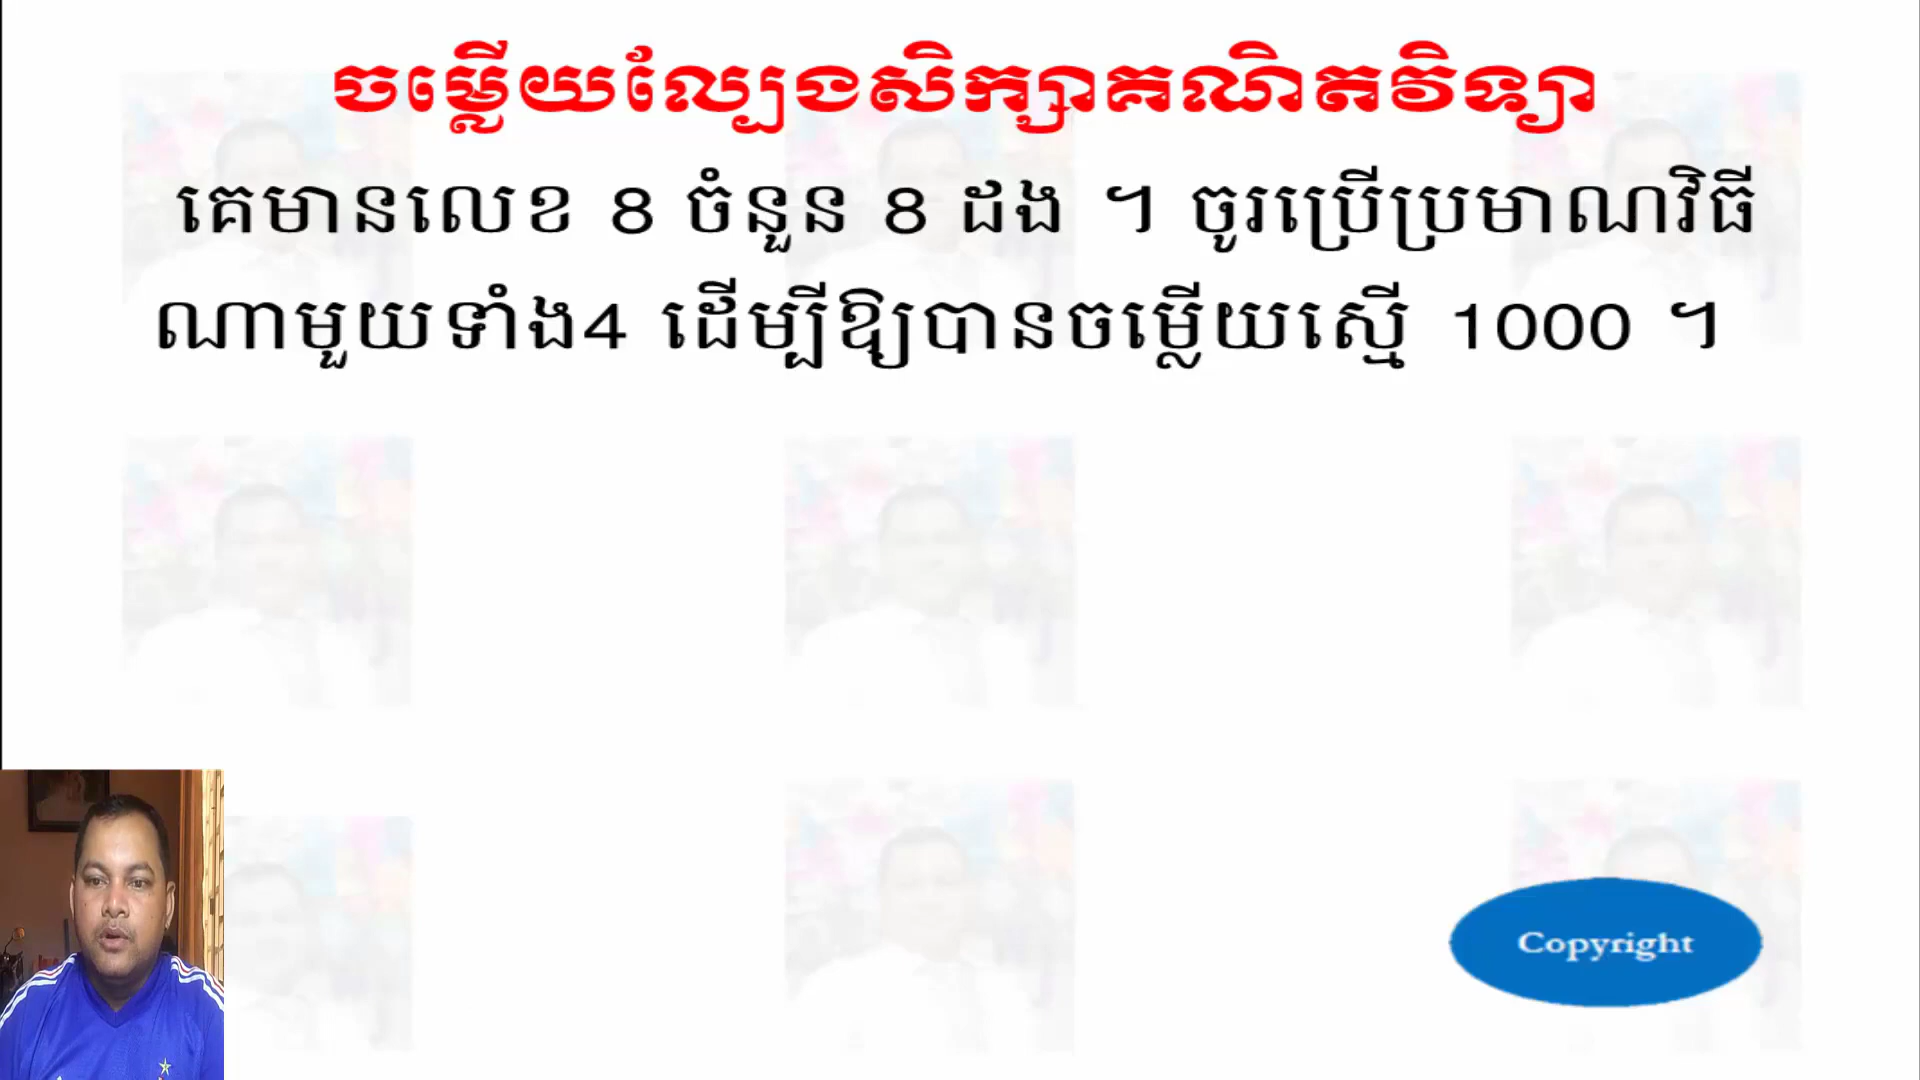 ចម្លើយល្បែងសិក្សាគណិតវិទ្យា
គេមានលេខ 8 ចំនួន 8 ដង ។ ចូរប្រើប្រមាណវិធី
ណាមួយទាំង4 ដើម្បីឱ្យបានចម្លើយស្មើ 1000 ។
Copyright